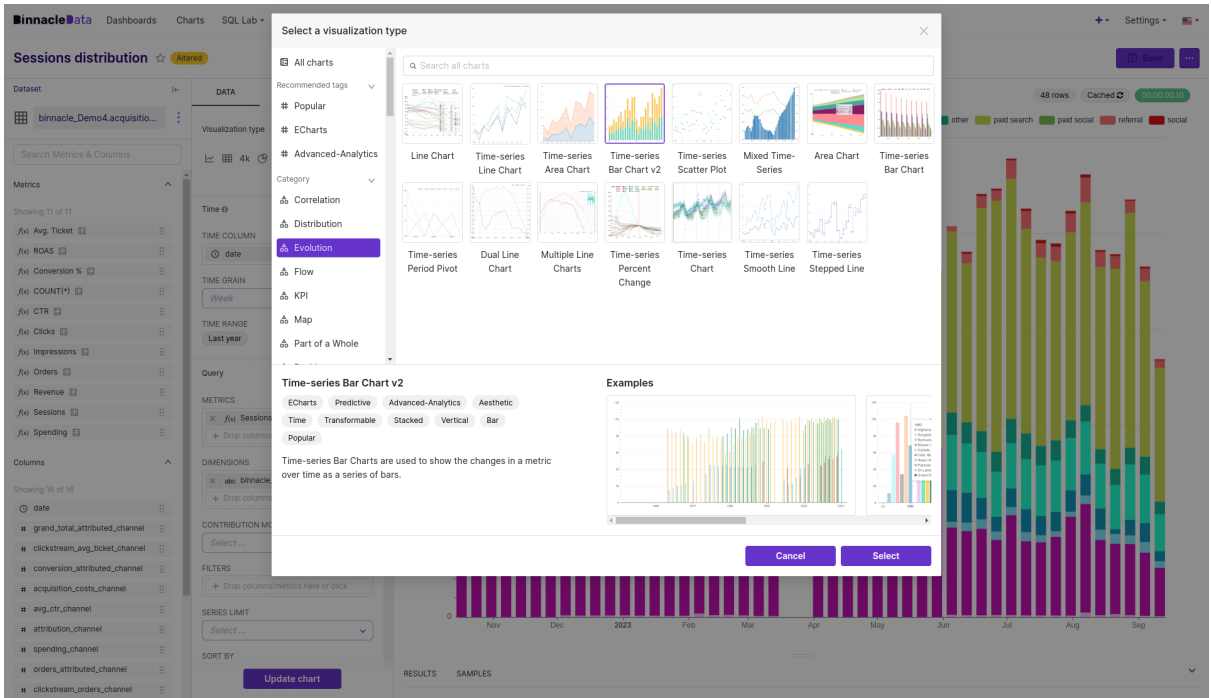 BinnacleData
Dashboards
Charts
SQL Lab
Settings
Sessions distribution
Altered
Save
Dataset
binnacle_Demo4.acquisitio...
Search Metrics & Columns
Metrics
Showing 11 of 11
f(x) Avg. Ticket
f(x) ROAS
f(x) Conversion %
f(x) COUNT(*)
f(x) CTR
f(x) Clicks
f(x) Impressions
f(x) Orders
f(x) Revenue
f(x) Sessions
f(x) Spending
Columns
Showing 16 of 16
date
# grand_total_attributed_channel
# clickstream_avg_ticket_channel
# conversion_attributed_channel
# acquisition_costs_channel
# avg_ctr_channel
# attribution_channel
# spending_channel
# orders_attributed_channel
# clickstream_orders_channel
DATA
Visualization type
4k
Time
TIME COLUMN
date
TIME GRAIN
Week
TIME RANGE
Last year
Query
METRICS
f(x) Sessions
+ Drop columns
DIMENSIONS
abc binnacle_
+ Drop columns
CONTRIBUTION MO
Select ...
FILTERS
+ Drop columns/metrics here or click
SERIES LIMIT
Select ...
SORT BY
Update chart
Select a visualization type
All charts
Recommended tags
# Popular
# ECharts
# Advanced-Analytics
Category
Correlation
Distribution
Evolution
Flow
KPI
Map
Part of a Whole
Search all charts
Line Chart
Time-series Line Chart
Time-series Area Chart
Time-series Bar Chart v2
Time-series Scatter Plot
Mixed Time-Series
Area Chart
Time-series Bar Chart
Time-series Period Pivot
Dual Line Chart
Multiple Line Charts
Time-series Percent Change
Time-series Chart
Time-series Smooth Line
Time-series Stepped Line
Time-series Bar Chart v2
ECharts Predictive Advanced-Analytics Aesthetic
Time Transformable Stacked Vertical Bar
Popular
Time-series Bar Charts are used to show the changes in a metric
over time as a series of bars.
Examples
Cancel
Select
48 rows
Cached
00:00:00.10
other paid search paid social referral social
0
Nov Dec 2023 Feb Mar Apr May Jun Jul Aug Sep
RESULTS
SAMPLES